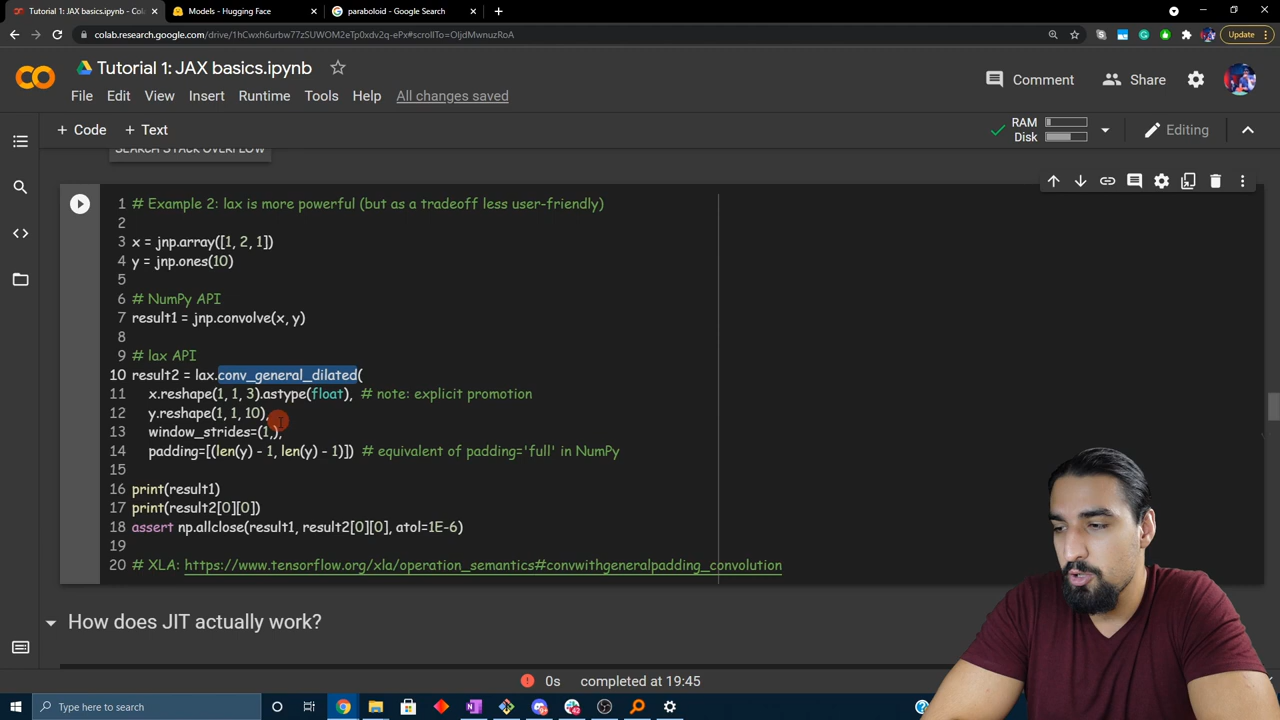 Tutorial 1: JAX basics.ipynb - Col
Models - Hugging Face
paraboloid - Google Search
colab.research.google.com/drive/1hCwxh6urbw77zSUWOM2eTp0xdv2q-ePx#scrollTo=OIjdMwnuzRoA
Update
CO
Tutorial 1: JAX basics.ipynb
Comment
Share
File Edit View Insert Runtime Tools Help All changes saved
+ Code + Text
RAM
Disk
Editing
SEARCH STACK OVERFLOW
1 # Example 2: lax is more powerful (but as a tradeoff less user-friendly)
2
3 x = jnp.array([1, 2, 1])
4 y = jnp.ones(10)
5
6 # NumPy API
7 result1 = jnp.convolve(x, y)
8
9 # lax API
10 result2 = lax.conv_general_dilated(
11 x.reshape(1, 1, 3).astype(float), # note: explicit promotion
12 y.reshape(1, 1, 10),
13 window_strides=(1,),
14 padding=[(len(y) - 1, len(y) - 1)]) # equivalent of padding='full' in NumPy
15
16 print(result1)
17 print(result2[0][0])
18 assert np.allclose(result1, result2[0][0], atol=1E-6)
19
20 # XLA: https://www.tensorflow.org/xla/operation_semantics#convwithgeneralpadding_convolution
How does JIT actually work?
0s completed at 19:45
Type here to search